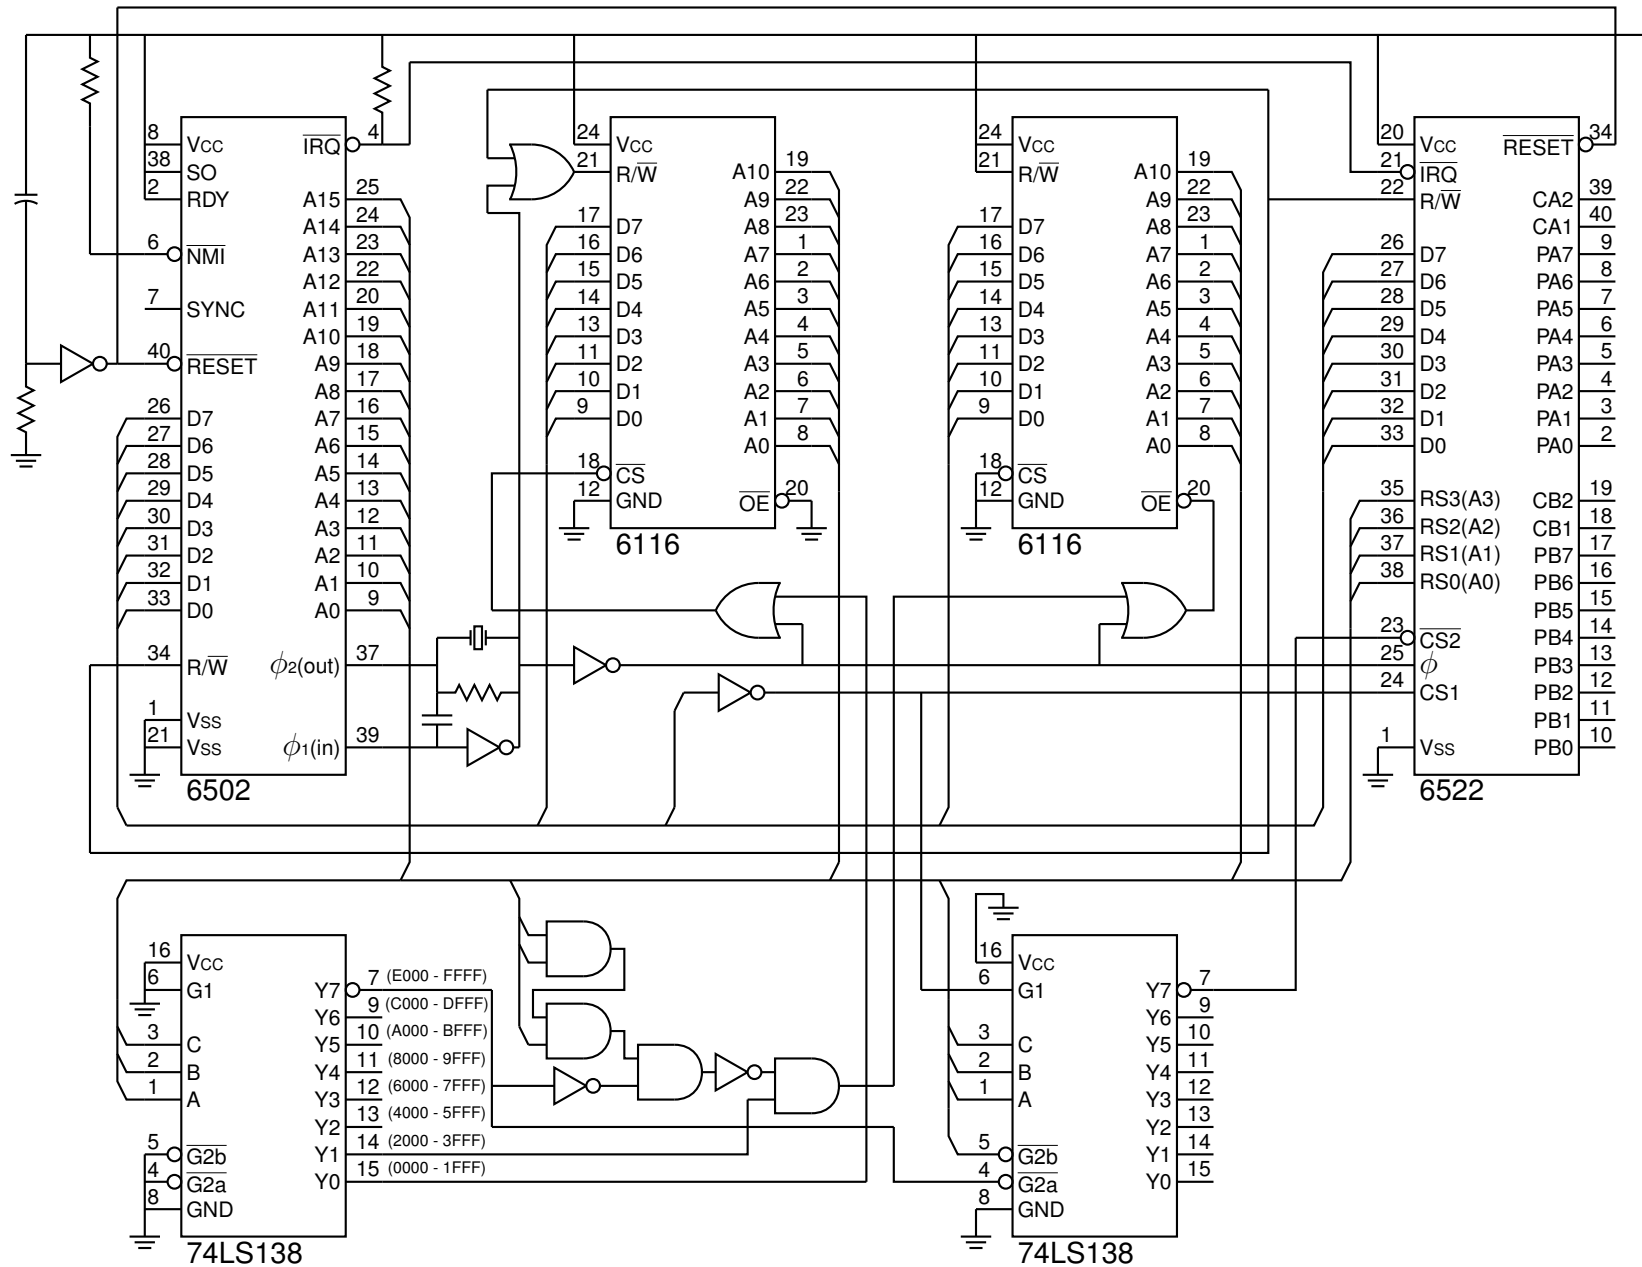 8 Vcc
38 SO
2 RDY
6 NMI
7 SYNC
40 RESET
26 D7
27 D6
28 D5
29 D4
30 D3
31 D2
32 D1
33 D0
34 R/W
1 Vss
21 Vss
IRQ 4
A15 25
A14 24
A13 23
A12 22
A11 20
A10 19
A9 18
A8 17
A7 16
A6 15
A5 14
A4 13
A3 12
A2 11
A1 10
A0 9
ϕ2(out) 37
ϕ1(in) 39
6502
24 Vcc
21 R/W
17 D7
16 D6
15 D5
14 D4
13 D3
11 D2
10 D1
9 D0
18 CS
12 GND
A10 19
A9 22
A8 23
A7 1
A6 2
A5 3
A4 4
A3 5
A2 6
A1 7
A0 8
OE 20
6116
24 Vcc
21 R/W
17 D7
16 D6
15 D5
14 D4
13 D3
11 D2
10 D1
9 D0
18 CS
12 GND
A10 19
A9 22
A8 23
A7 1
A6 2
A5 3
A4 4
A3 5
A2 6
A1 7
A0 8
OE 20
6116
20 Vcc
21 IRQ
22 R/W
26 D7
27 D6
28 D5
29 D4
30 D3
31 D2
32 D1
33 D0
35 RS3(A3)
36 RS2(A2)
37 RS1(A1)
38 RS0(A0)
23 CS2
25 ϕ
24 CS1
1 Vss
RESET 34
CA2 39
CA1 40
PA7 9
PA6 8
PA5 7
PA4 6
PA3 5
PA2 4
PA1 3
PA0 2
CB2 19
CB1 18
PB7 17
PB6 16
PB5 15
PB4 14
PB3 13
PB2 12
PB1 11
PB0 10
6522
16 Vcc
6 G1
3 C
2 B
1 A
5 G2b
4 G2a
8 GND
Y7 7 (E000 - FFFF)
Y6 9 (C000 - DFFF)
Y5 10 (A000 - BFFF)
Y4 11 (8000 - 9FFF)
Y3 12 (6000 - 7FFF)
Y2 13 (4000 - 5FFF)
Y1 14 (2000 - 3FFF)
Y0 15 (0000 - 1FFF)
74LS138
16 Vcc
6 G1
3 C
2 B
1 A
5 G2b
4 G2a
8 GND
Y7 7
Y6 9
Y5 10
Y4 11
Y3 12
Y2 13
Y1 14
Y0 15
74LS138